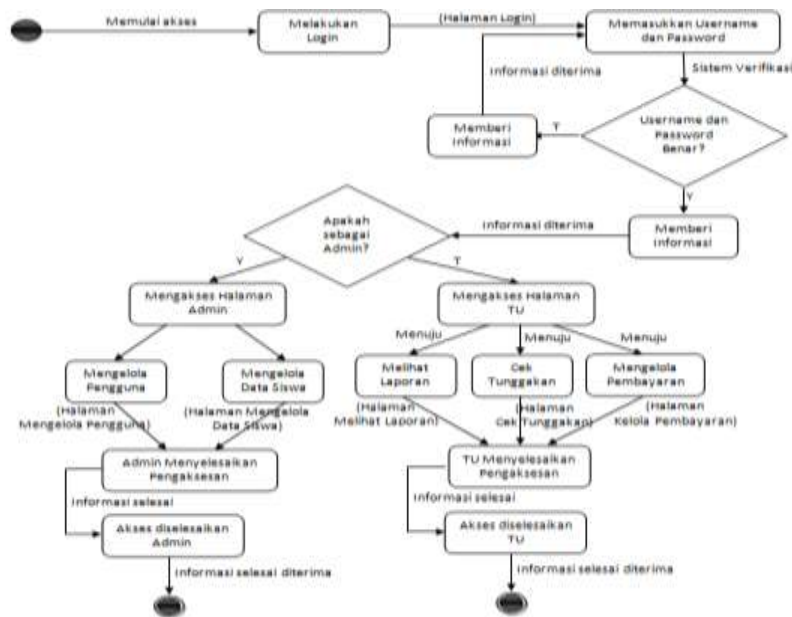 Memulai akses
Melakukan
Login
(Halaman Login)
Memasukkan Username
dan Password
Informasi diterima
Sistem Verifikasi
Memberi
Informasi
T
Username dan
Password
Benar?
Y
Memberi
Informasi
Informasi diterima
Apakah
sebagai
Admin?
Y
T
Mengakses Halaman
Admin
Mengakses Halaman
TU
Menuju
Menuju
Menuju
Mengelola
Pengguna
Mengelola
Data Siswa
Melihat
Laporan
Cek
Tunggakan
Mengelola
Pembayaran
(Halaman
Mengelola Pengguna)
(Halaman Mengelola
Data Siswa)
(Halaman
Melihat Laporan)
(Halaman
Cek Tunggakan)
(Halaman
Kelola Pembayaran)
Admin Menyelesaikan
Pengaksesan
TU Menyelesaikan
Pengaksesan
Informasi selesai
Informasi selesai
Akses diselesaikan
Admin
Akses diselesaikan
TU
Informasi selesai diterima
Informasi selesai diterima